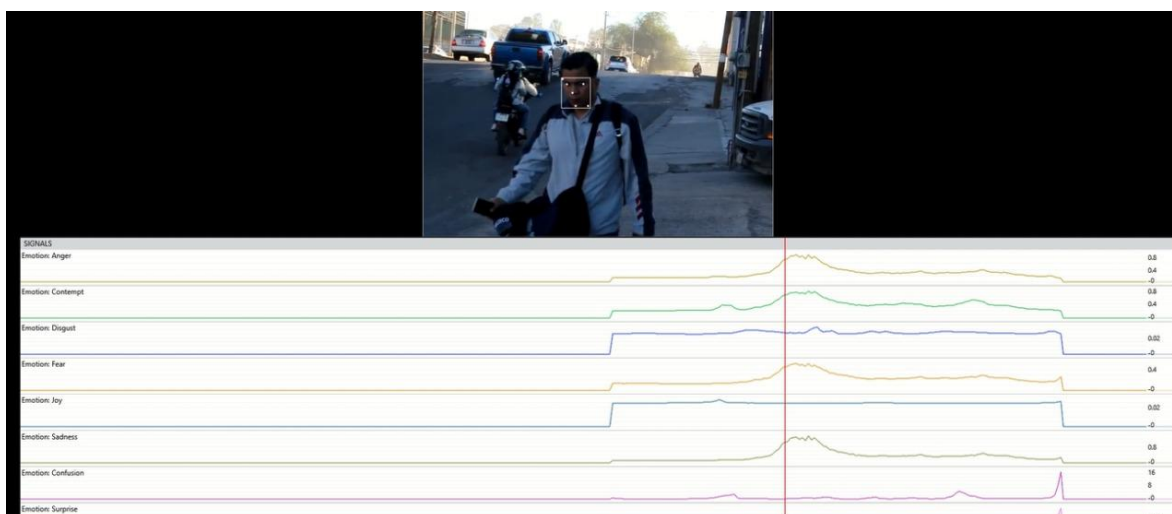 SIGNALS
Emotion: Anger
0.8
0.4
-0
Emotion: Contempt
0.8
0.4
-0
Emotion: Disgust
0.02
-0
Emotion: Fear
0.4
-0
Emotion: Joy
0.02
-0
Emotion: Sadness
0.8
-0
Emotion: Confusion
16
8
-0
Emotion: Surprise